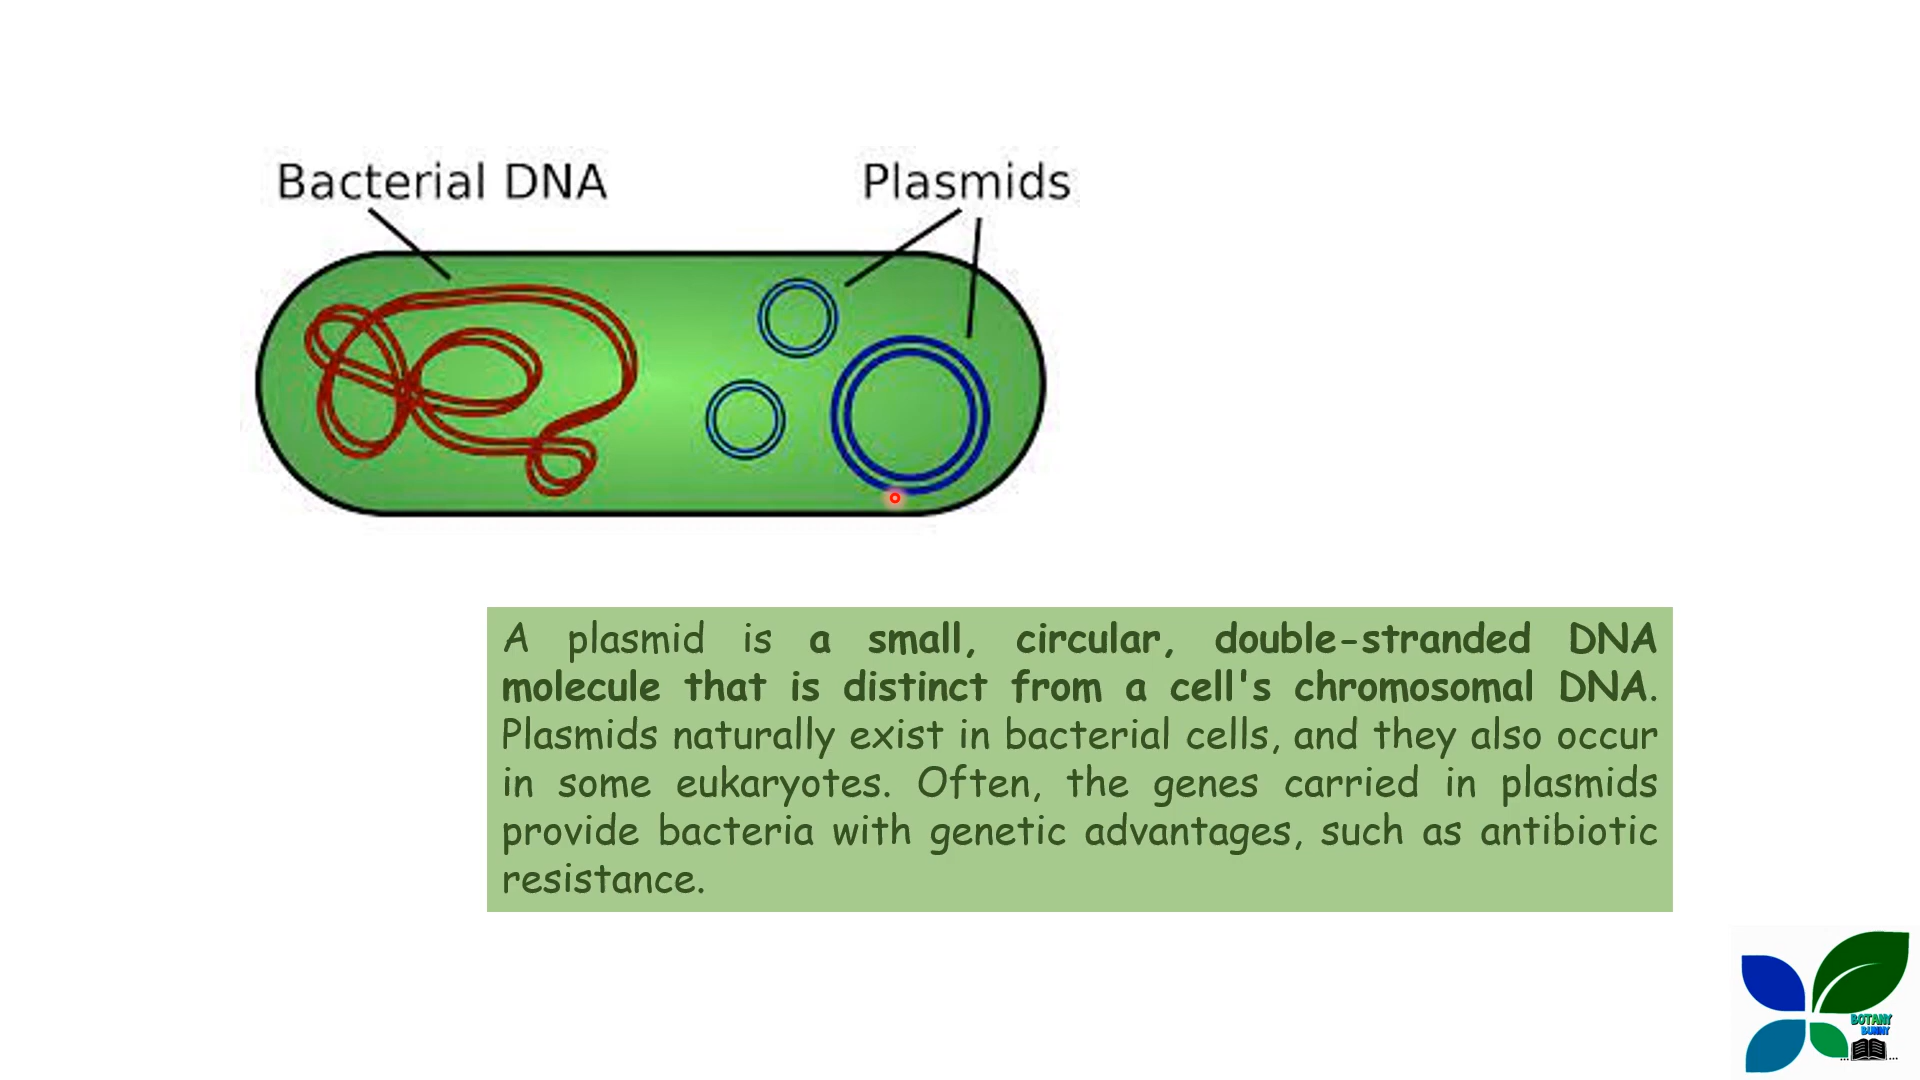 Bacterial DNA
Plasmids
A plasmid is a small, circular, double-stranded DNA
molecule that is distinct from a cell's chromosomal DNA.
Plasmids naturally exist in bacterial cells, and they also occur
in some eukaryotes. Often, the genes carried in plasmids
provide bacteria with genetic advantages, such as antibiotic
resistance.
BOTANY
BUNNY